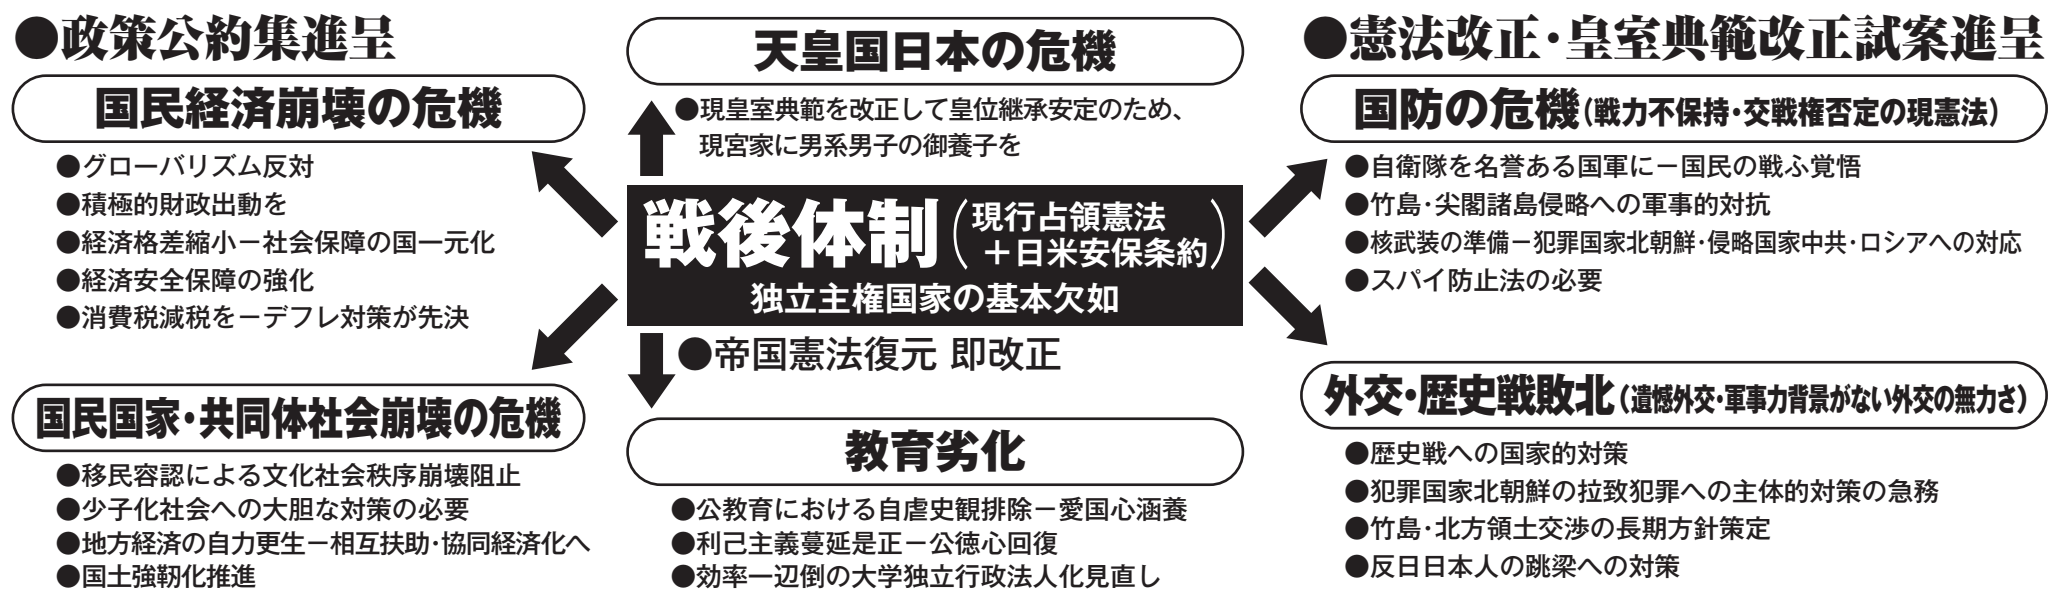 ●政策公約集進呈
国民経済崩壊の危機
●グローバリズム反対
●積極的財政出動を
●経済格差縮小－社会保障の国一元化
●経済安全保障の強化
●消費税減税を－デフレ対策が先決
国民国家・共同体社会崩壊の危機
●移民容認による文化社会秩序崩壊阻止
●少子化社会への大胆な対策の必要
●地方経済の自力更生－相互扶助・協同経済化へ
●国土強靱化推進
天皇国日本の危機
●現皇室典範を改正して皇位継承安定のため、
現宮家に男系男子の御養子を
戦後体制（現行占領憲法
＋日米安保条約）
独立主権国家の基本欠如
●帝国憲法復元 即改正
教育劣化
●公教育における自虐史観排除－愛国心涵養
●利己主義蔓延是正－公徳心回復
●効率一辺倒の大学独立行政法人化見直し
●憲法改正・皇室典範改正試案進呈
国防の危機（戦力不保持・交戦権否定の現憲法）
●自衛隊を名誉ある国軍に－国民の戦ふ覚悟
●竹島・尖閣諸島侵略への軍事的対抗
●核武装の準備－犯罪国家北朝鮮・侵略国家中共・ロシアへの対応
●スパイ防止法の必要
外交・歴史戦敗北（遺憾外交・軍事力背景がない外交の無力さ）
●歴史戦への国家的対策
●犯罪国家北朝鮮の拉致犯罪への主体的対策の急務
●竹島・北方領土交渉の長期方針策定
●反日日本人の跳梁への対策